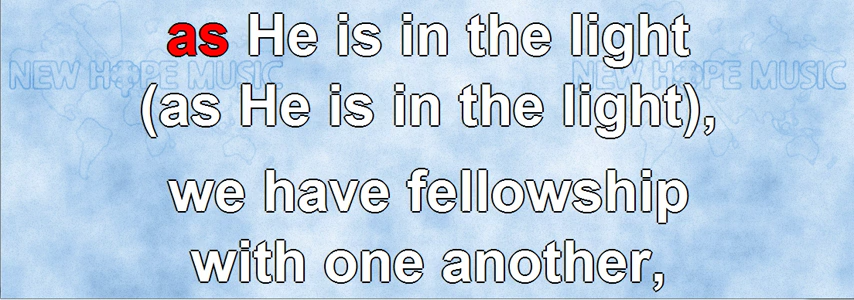 as He is in the light
NEW HOPE MUSIC NEW HOPE MUSIC
(as He is in the light),
we have fellowship
with one another,